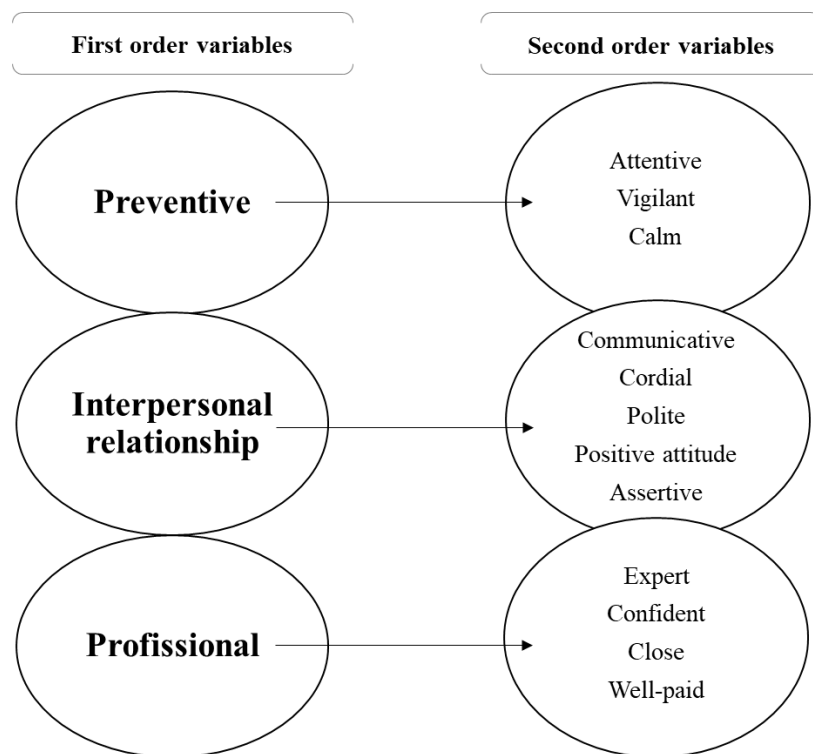 First order variables
Second order variables
Preventive
Attentive
Vigilant
Calm
Interpersonal
relationship
Communicative
Cordial
Polite
Positive attitude
Assertive
Profissional
Expert
Confident
Close
Well-paid